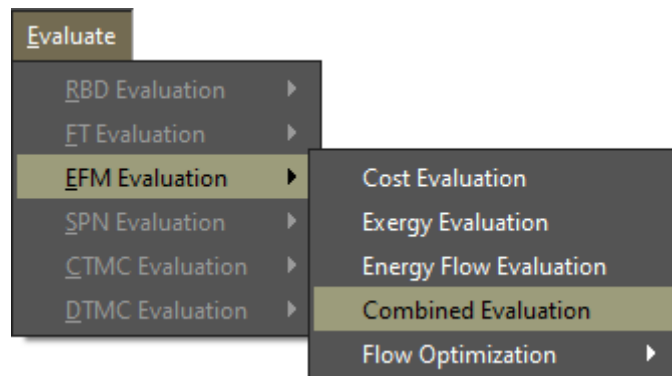 Evaluate
RBD Evaluation
FT Evaluation
EFM Evaluation
SPN Evaluation
CTMC Evaluation
DTMC Evaluation
Cost Evaluation
Exergy Evaluation
Energy Flow Evaluation
Combined Evaluation
Flow Optimization